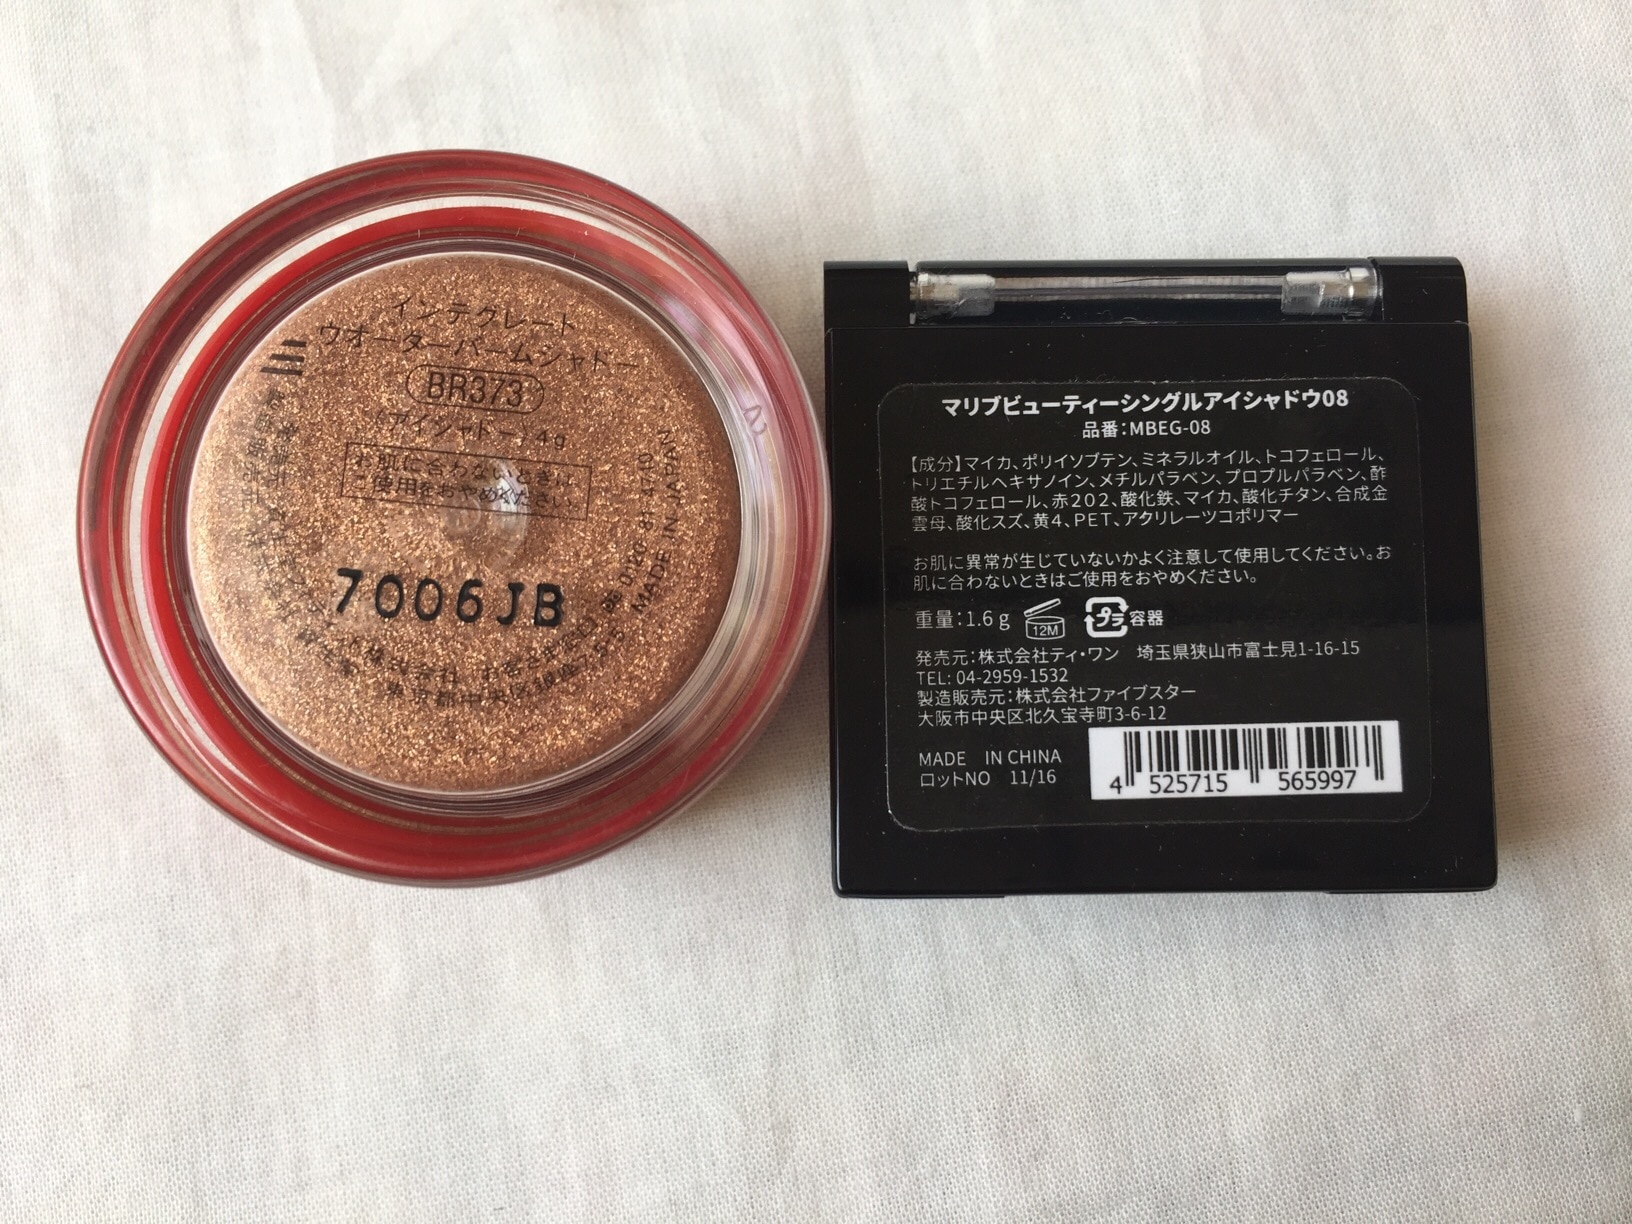 インテグレート
ウオーターバームシャドー
BR373
〈アイシャドー〉4g
お肌に合わないときは
ご使用をおやめください。
7006JB
0120-81-4710
MADE IN JAPAN
マリブビューティーシングルアイシャドウ08
品番:MBEG-08
【成分】マイカ、ポリイソブテン、ミネラルオイル、トコフェロール、
トリエチルヘキサノイン、メチルパラベン、プロプルパラベン、酢
酸トコフェロール、赤202、酸化鉄、マイカ、酸化チタン、合成金
雲母、酸化スズ、黄4、PET、アクリレーツコポリマー
お肌に異常が生じていないかよく注意して使用してください。お
肌に合わないときはご使用をおやめください。
重量:1.6g 12M プラ 容器
発売元:株式会社ティ・ワン 埼玉県狭山市富士見1-16-15
TEL: 04-2959-1532
製造販売元:株式会社ファイブスター
大阪市中央区北久宝寺町3-6-12
MADE IN CHINA
ロットNO 11/16
4 525715 565997